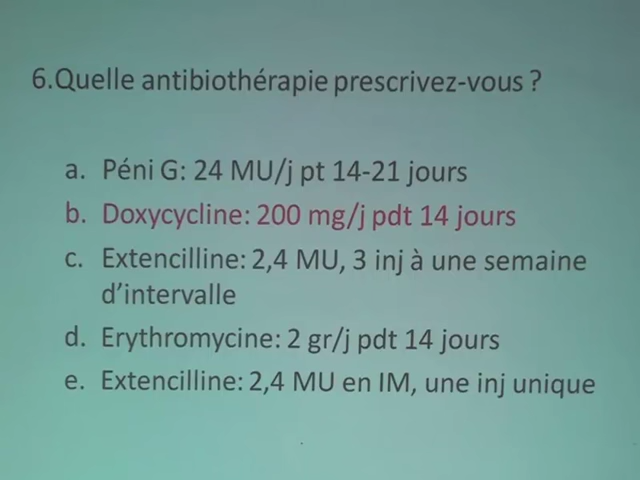 6.Quelle antibiothérapie prescrivez-vous ?
a. Péni G: 24 MU/j pt 14-21 jours
b. Doxycycline: 200 mg/j pdt 14 jours
c. Extencilline: 2,4 MU, 3 inj à une semaine
d'intervalle
d. Erythromycine: 2 gr/j pdt 14 jours
e. Extencilline: 2,4 MU en IM, une inj unique